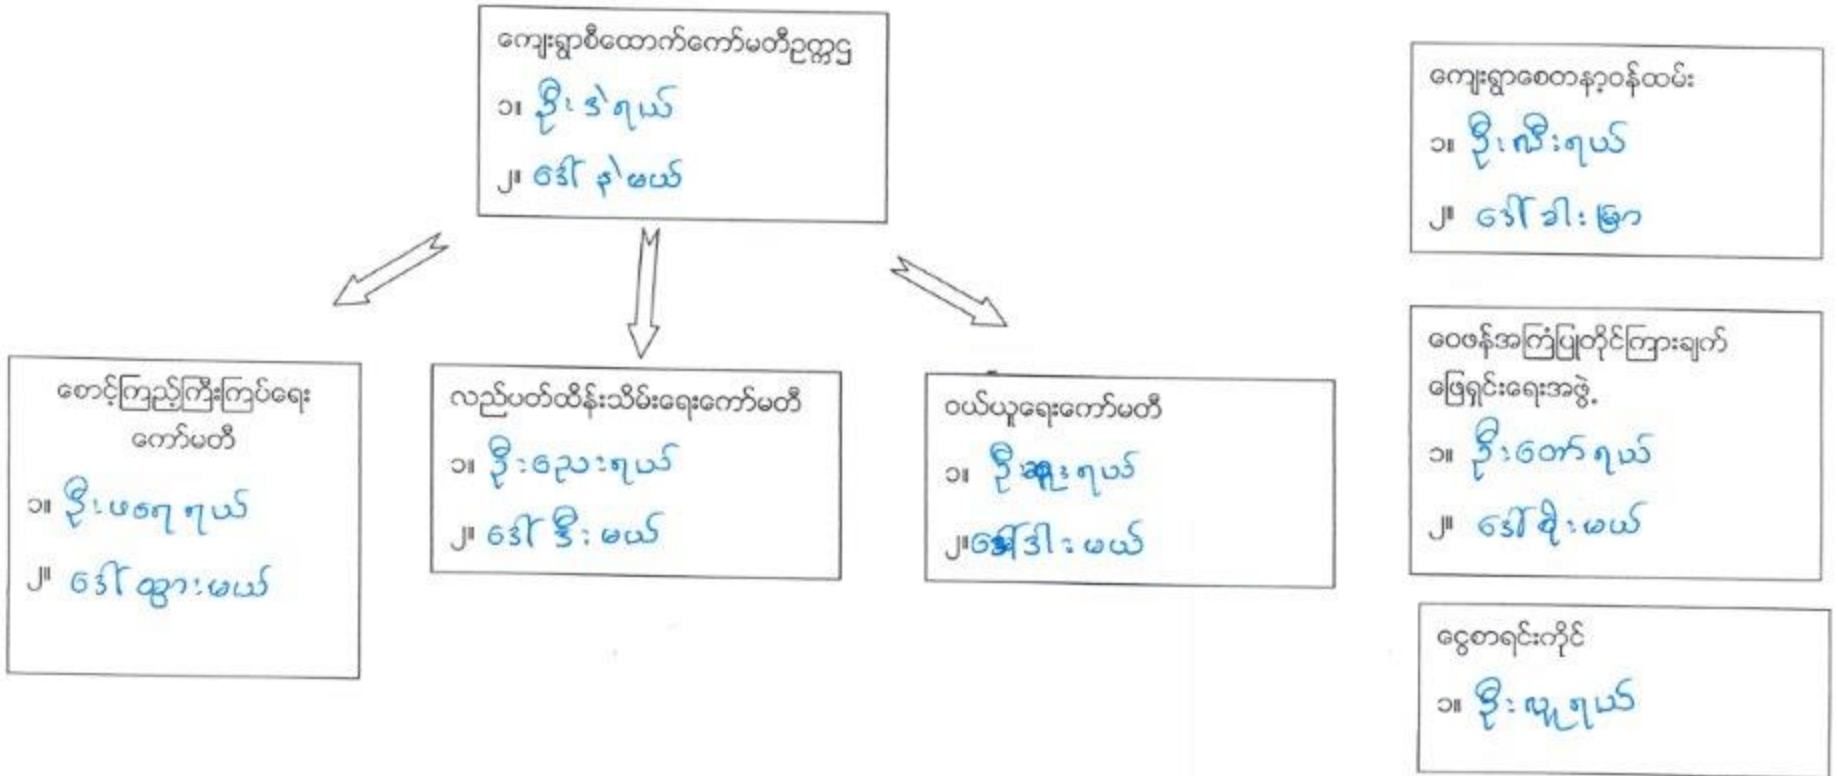 ကျေးရွာစီထောက်ကော်မတီဥက္ကဌ
၁။ ဦးဒဲရယ်
၂။ ဒေါ်နဲမယ်
ကျေးရွာစေတနာ့ဝန်ထမ်း
၁။ ဦးလီးရယ်
၂။ ဒေါ်ခါးမြာ
စောင့်ကြည့်ကြီးကြပ်ရေး
ကော်မတီ
၁။ ဦးဖရေရယ်
၂။ ဒေါ်ထွားမယ်
လည်ပတ်ထိန်းသိမ်းရေးကော်မတီ
၁။ ဦးညေးရယ်
၂။ ဒေါ်ဒီးမယ်
ဝယ်ယူရေးကော်မတီ
၁။ ဦး ရယ်
၂။ ဒေါ်ဒါးမယ်
ဝေဖန်အကြံပြုတိုင်ကြားချက်
ဖြေရှင်းရေးအဖွဲ့
၁။ ဦးတော်ရယ်
၂။ ဒေါ်စိုးမယ်
ငွေစာရင်းကိုင်
၁။ ဦးလူရယ်